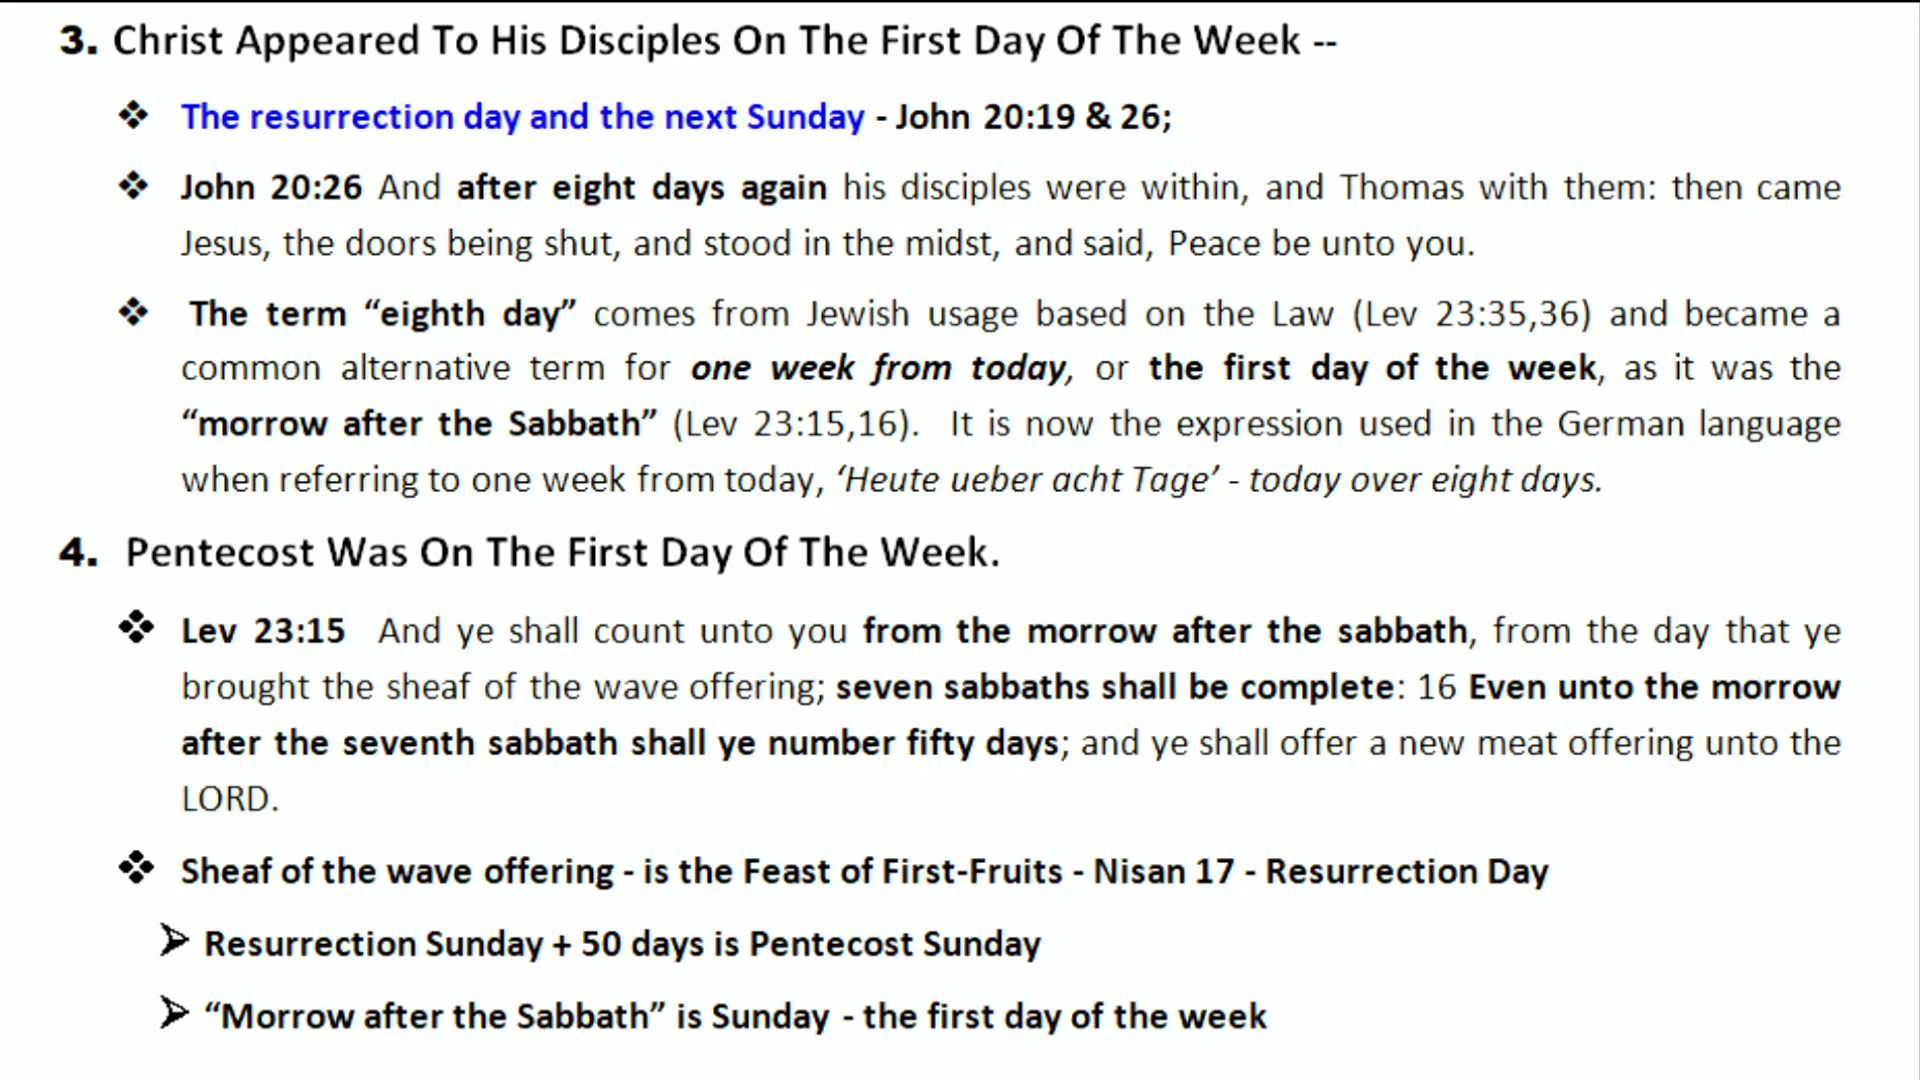 3. Christ Appeared To His Disciples On The First Day Of The Week --
❖ The resurrection day and the next Sunday - John 20:19 & 26;
❖ John 20:26 And after eight days again his disciples were within, and Thomas with them: then came
Jesus, the doors being shut, and stood in the midst, and said, Peace be unto you.
❖ The term “eighth day” comes from Jewish usage based on the Law (Lev 23:35,36) and became a
common alternative term for one week from today, or the first day of the week, as it was the
“morrow after the Sabbath” (Lev 23:15,16). It is now the expression used in the German language
when referring to one week from today, ‘Heute ueber acht Tage’ - today over eight days.
4. Pentecost Was On The First Day Of The Week.
❖ Lev 23:15 And ye shall count unto you from the morrow after the sabbath, from the day that ye
brought the sheaf of the wave offering; seven sabbaths shall be complete: 16 Even unto the morrow
after the seventh sabbath shall ye number fifty days; and ye shall offer a new meat offering unto the
LORD.
❖ Sheaf of the wave offering - is the Feast of First-Fruits - Nisan 17 - Resurrection Day
➢ Resurrection Sunday + 50 days is Pentecost Sunday
➢ “Morrow after the Sabbath” is Sunday - the first day of the week